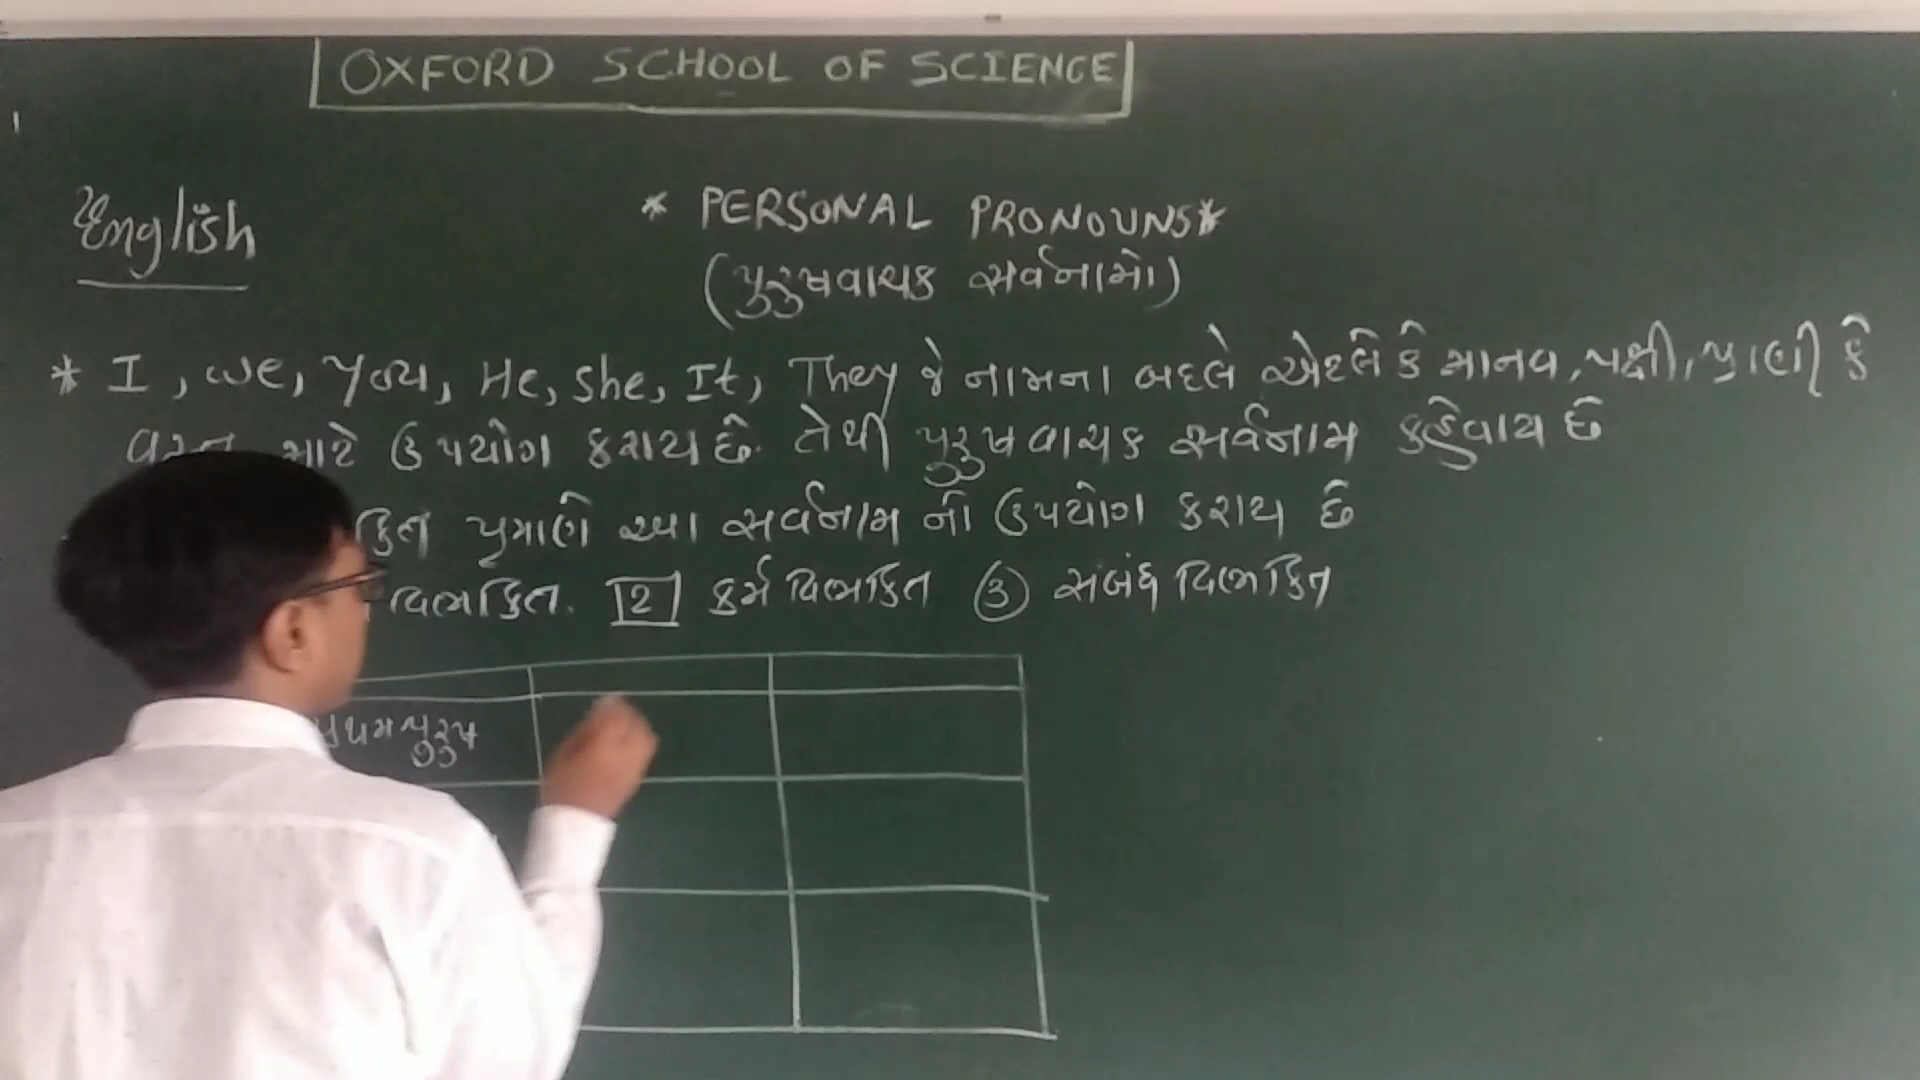 OXFORD SCHOOL OF SCIENCE
English
* PERSONAL PRONOUNS *
(પુરુષવાચક સર્વનામો)
* I, we, You, He, She, It, They જે નામના બદલે એટલે કે માનવ, પક્ષી, પ્રાણી કે
માટે ઉપયોગ કરાય છે. તેથી પુરુષવાચક સર્વનામ કહેવાય છે
પ્રમાણે આ સર્વનામ નો ઉપયોગ કરાય છે
વિભકિત. 2 કર્મ વિભકિત ૩ સંબંધ વિભકિત
પ્રથમ પુરુષ